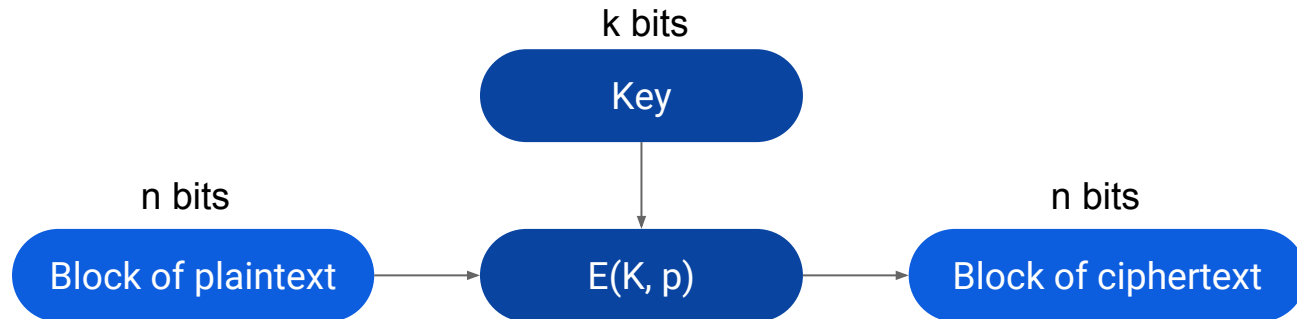 k bits
Key
n bits
n bits
Block of plaintext
E(K, p)
Block of ciphertext